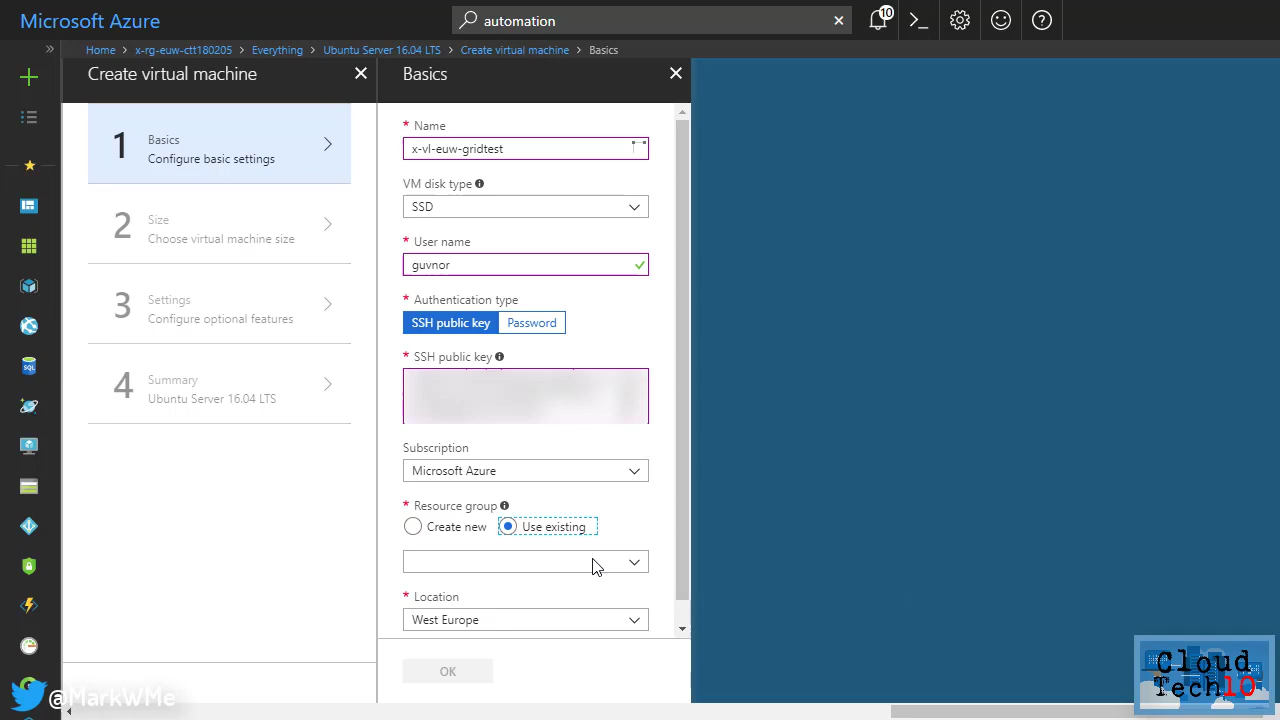 Microsoft Azure
automation
10
Home
x-rg-euw-ctt180205
Everything
Ubuntu Server 16.04 LTS
Create virtual machine
Basics
Create virtual machine
1
Basics
Configure basic settings
2
Size
Choose virtual machine size
3
Settings
Configure optional features
4
Summary
Ubuntu Server 16.04 LTS
Basics
* Name
x-vl-euw-gridtest
VM disk type
SSD
* User name
guvnor
* Authentication type
SSH public key
Password
* SSH public key
Subscription
Microsoft Azure
* Resource group
Create new
Use existing
* Location
West Europe
OK
SQL
@MarkWMe
Cloud
Tech10